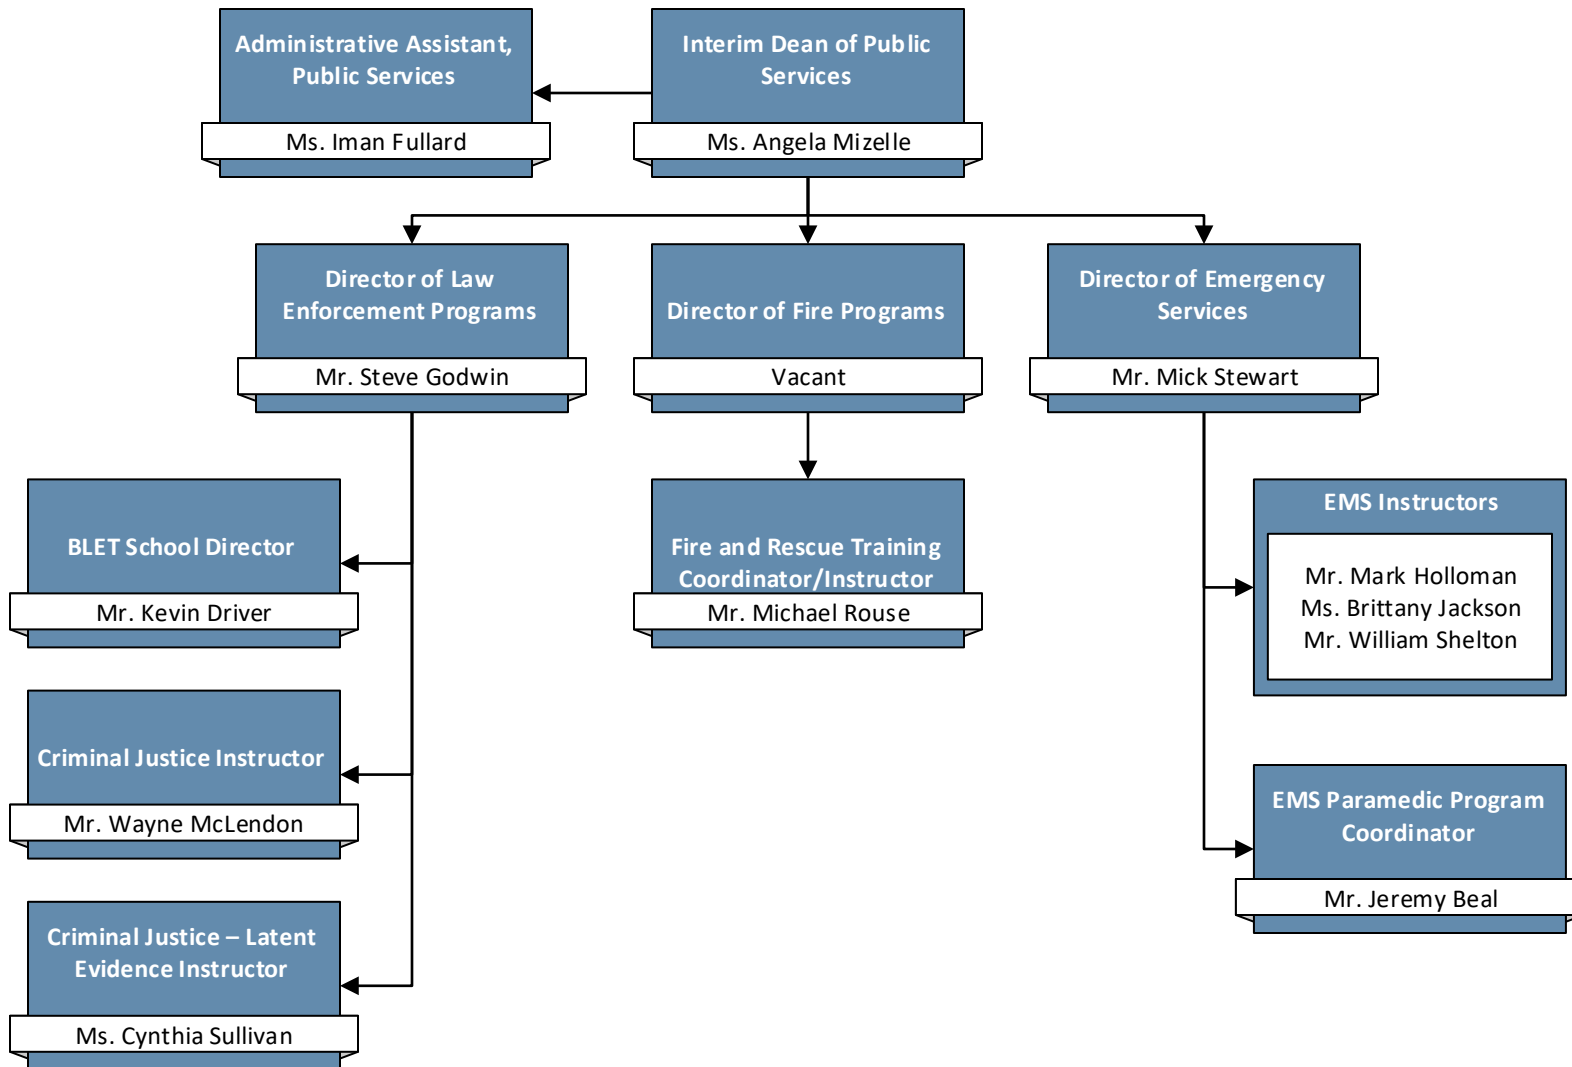 Administrative Assistant,
Public Services
Ms. Iman Fullard
Interim Dean of Public
Services
Ms. Angela Mizelle
Director of Law
Enforcement Programs
Mr. Steve Godwin
Director of Fire Programs
Vacant
Director of Emergency
Services
Mr. Mick Stewart
BLET School Director
Mr. Kevin Driver
Fire and Rescue Training
Coordinator/Instructor
Mr. Michael Rouse
EMS Instructors
Mr. Mark Holloman
Ms. Brittany Jackson
Mr. William Shelton
Criminal Justice Instructor
Mr. Wayne McLendon
EMS Paramedic Program
Coordinator
Mr. Jeremy Beal
Criminal Justice – Latent
Evidence Instructor
Ms. Cynthia Sullivan